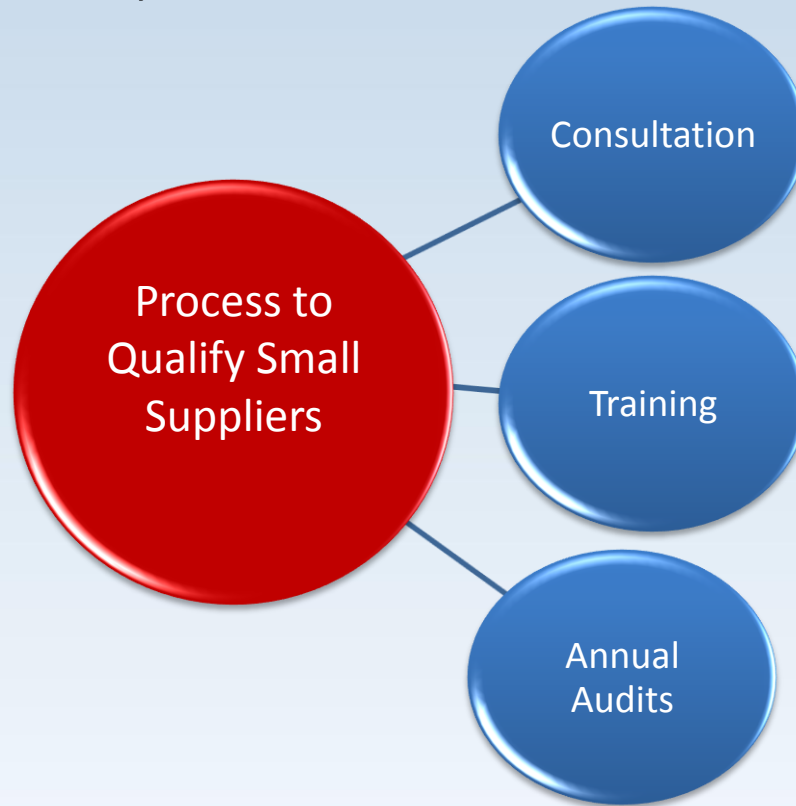 Process to
Qualify Small
Suppliers
Consultation
Training
Annual
Audits